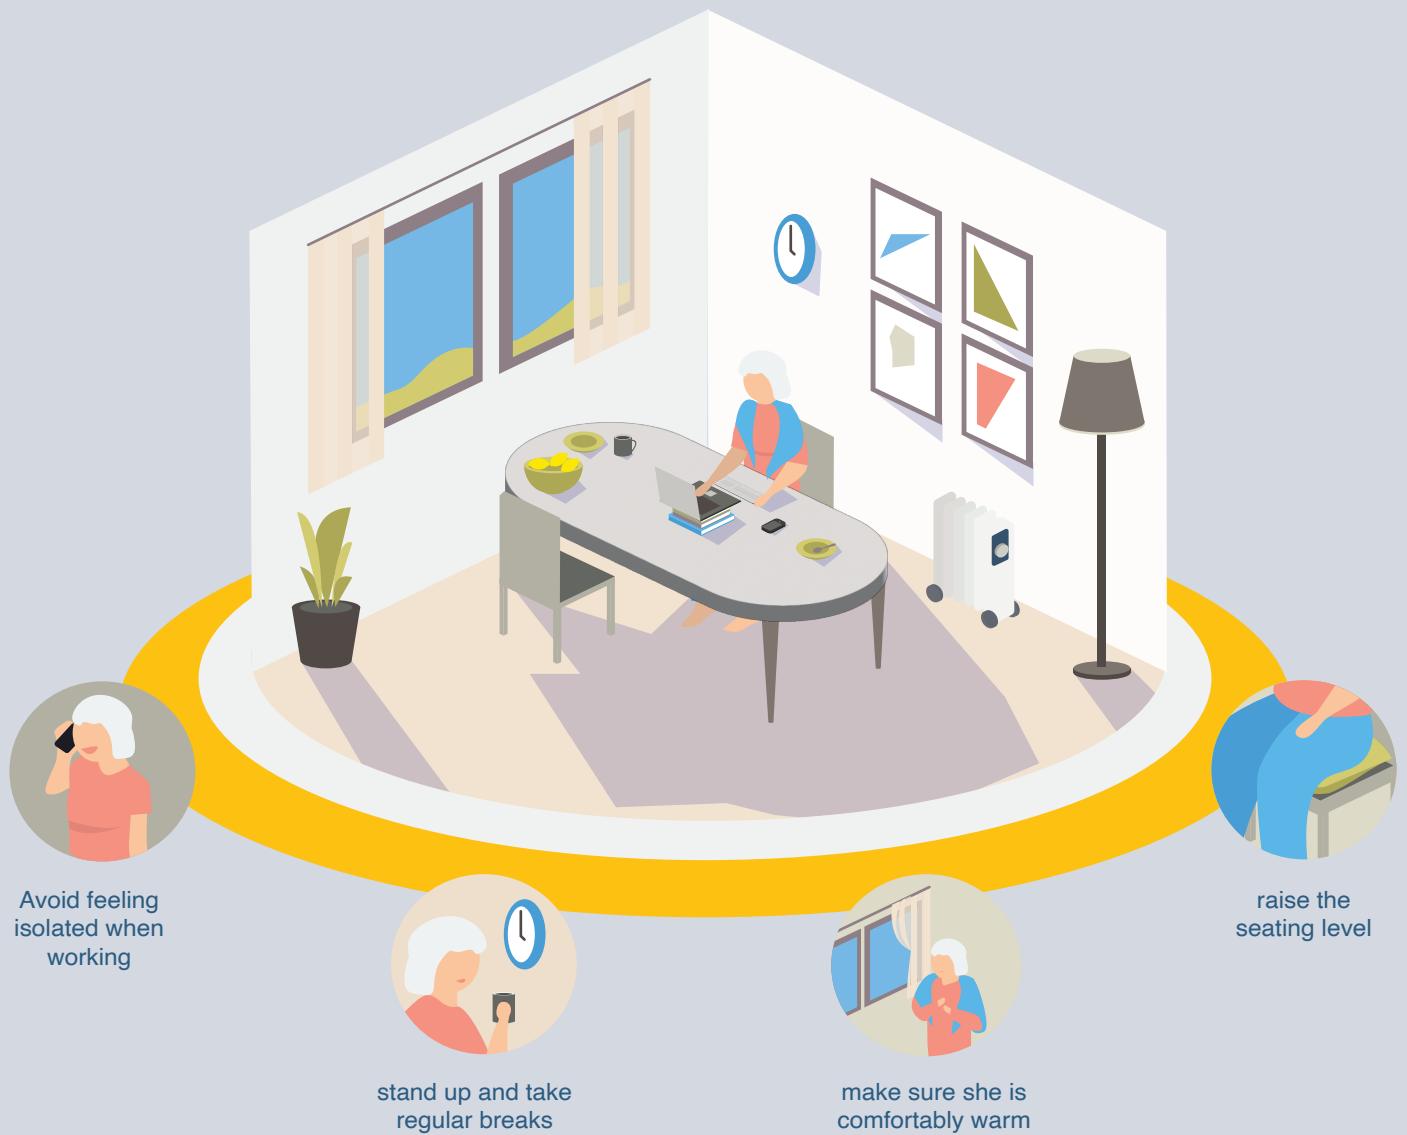 Avoid feeling
isolated when
working
stand up and take
regular breaks
make sure she is
comfortably warm
raise the
seating level